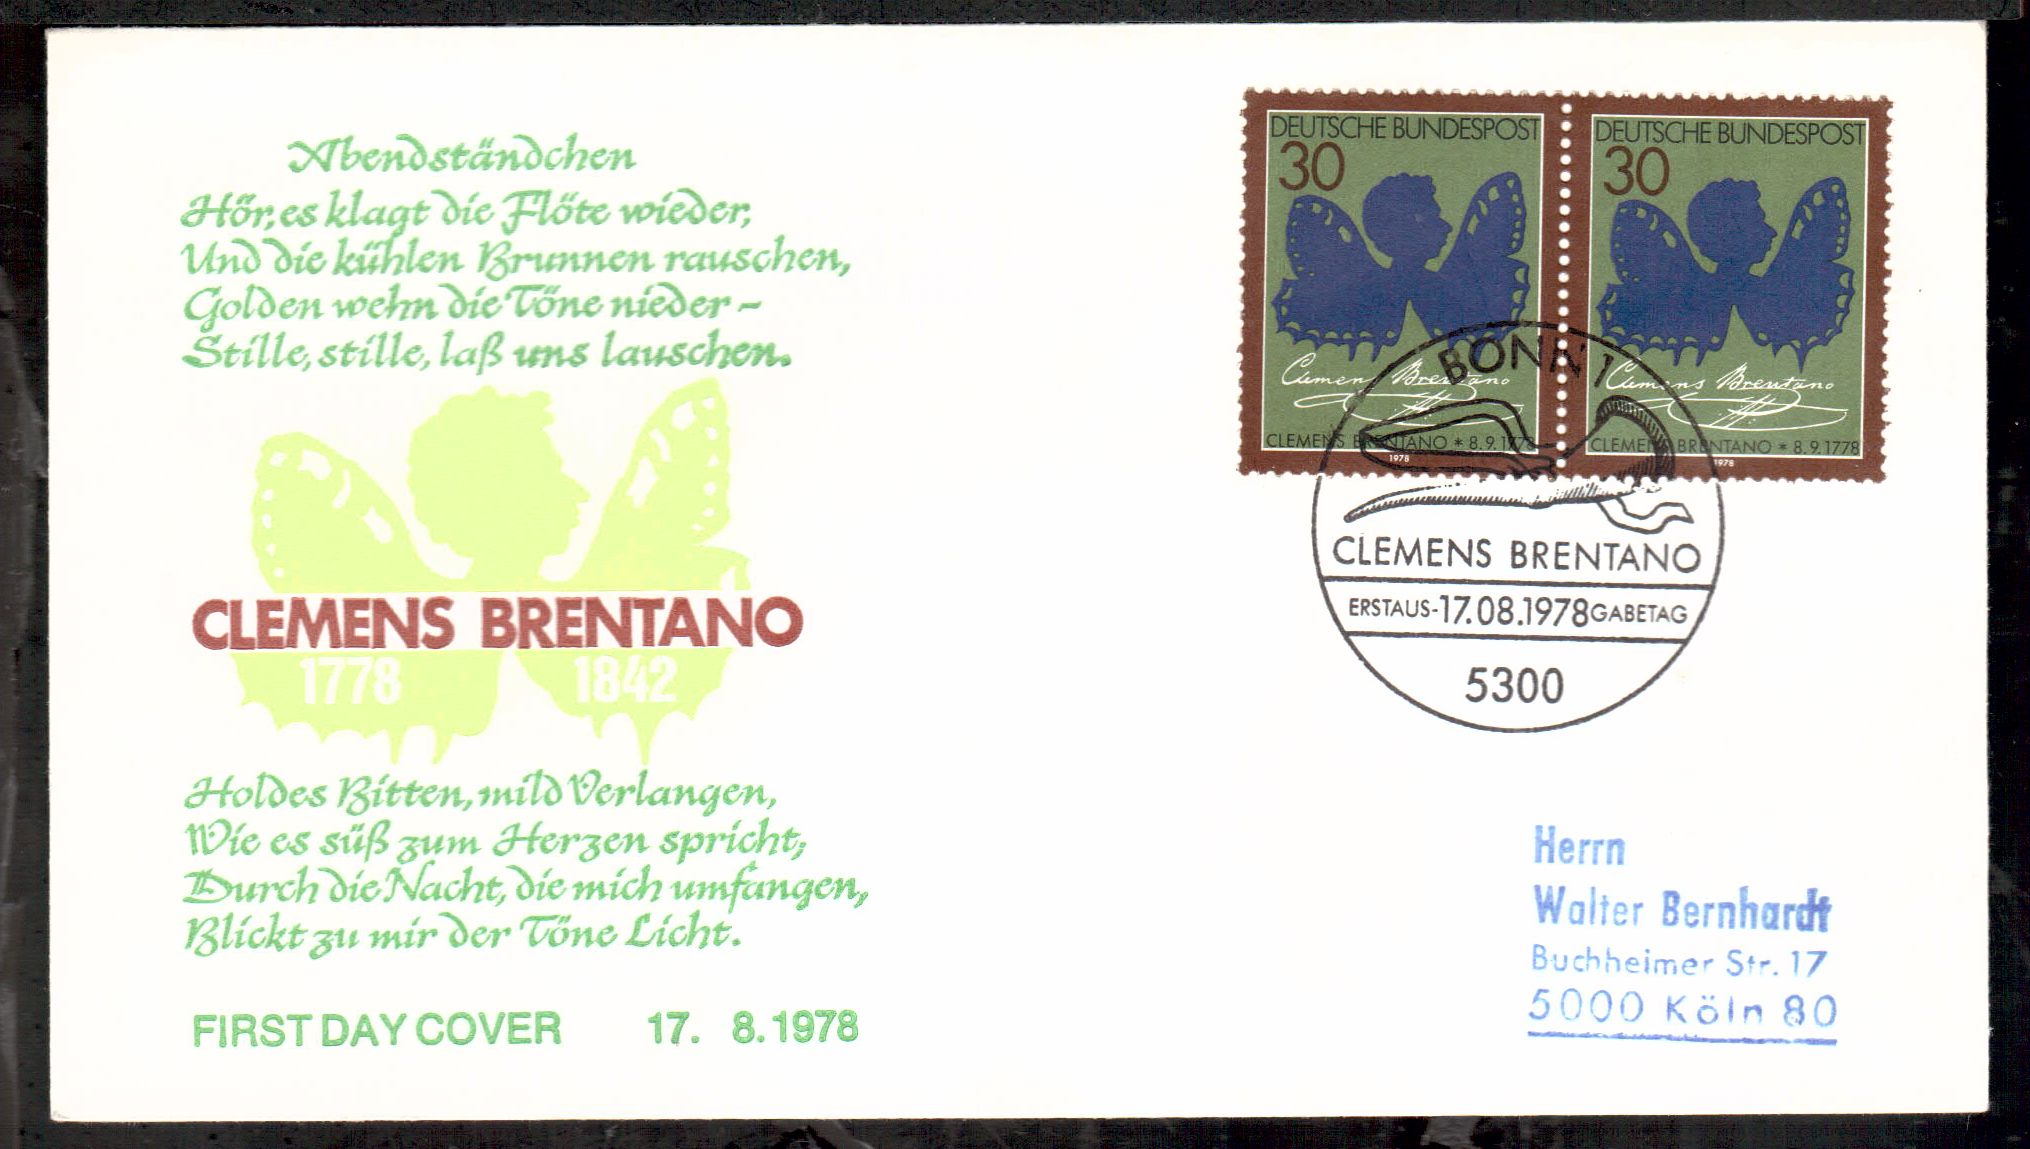 Abendständchen
Hör, es klagt die Flöte wieder,
Und die kühlen Brunnen rauschen,
Golden wehn die Töne nieder –
Stille, stille, laß uns lauschen.
CLEMENS BRENTANO
1778 1842
Holdes Bitten, mild Verlangen,
Wie es süß zum Herzen spricht;
Durch die Nacht, die mich umfangen,
Blickt zu mir der Töne Licht.
FIRST DAY COVER 17. 8.1978
DEUTSCHE BUNDESPOST
30
Clemens Brentano
CLEMENS BRENTANO * 8.9.1778
1978
DEUTSCHE BUNDESPOST
30
Clemens Brentano
CLEMENS BRENTANO * 8.9.1778
1978
BONN 1
CLEMENS BRENTANO
ERSTAUS-17.08.1978GABETAG
5300
Herrn
Walter Bernhardt
Buchheimer Str. 17
5000 Köln 80